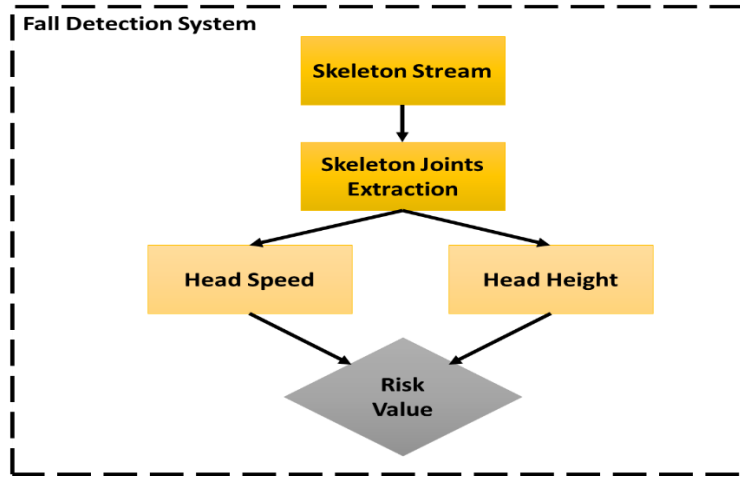 Fall Detection System
Skeleton Stream
Skeleton Joints
Extraction
Head Speed
Head Height
Risk
Value